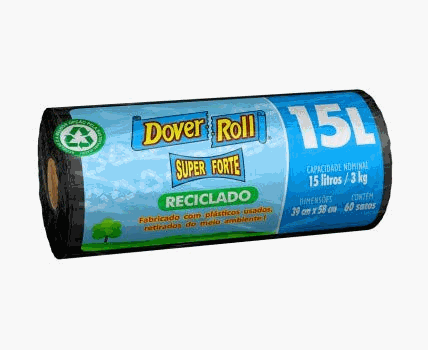 Dover Roll
SUPER FORTE
RECICLADO
Fabricado com plásticos usados,
retirados do meio ambiente!
15L
CAPACIDADE NOMINAL
15 litros / 3 kg
DIMENSÕES
39 cm x 58 cm
CONTÉM
60 sacos